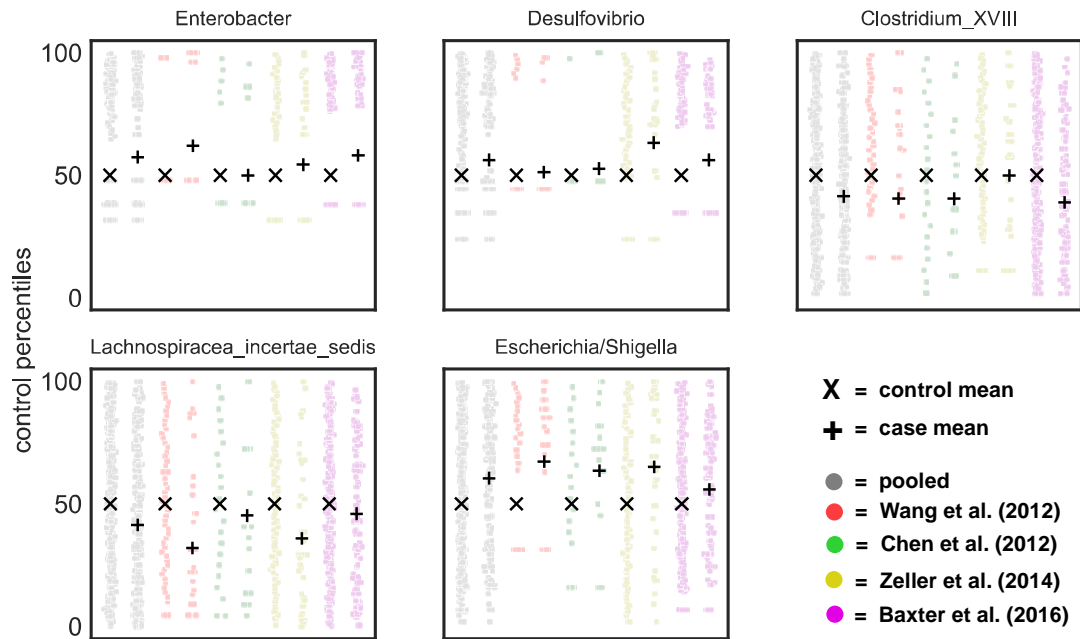 Enterobacter
Desulfovibrio
Clostridium_XVIII
100
50
0
control percentiles
Lachnospiracea_incertae_sedis
Escherichia/Shigella
100
50
0
X = control mean
+ = case mean
= pooled
= Wang et al. (2012)
= Chen et al. (2012)
= Zeller et al. (2014)
= Baxter et al. (2016)